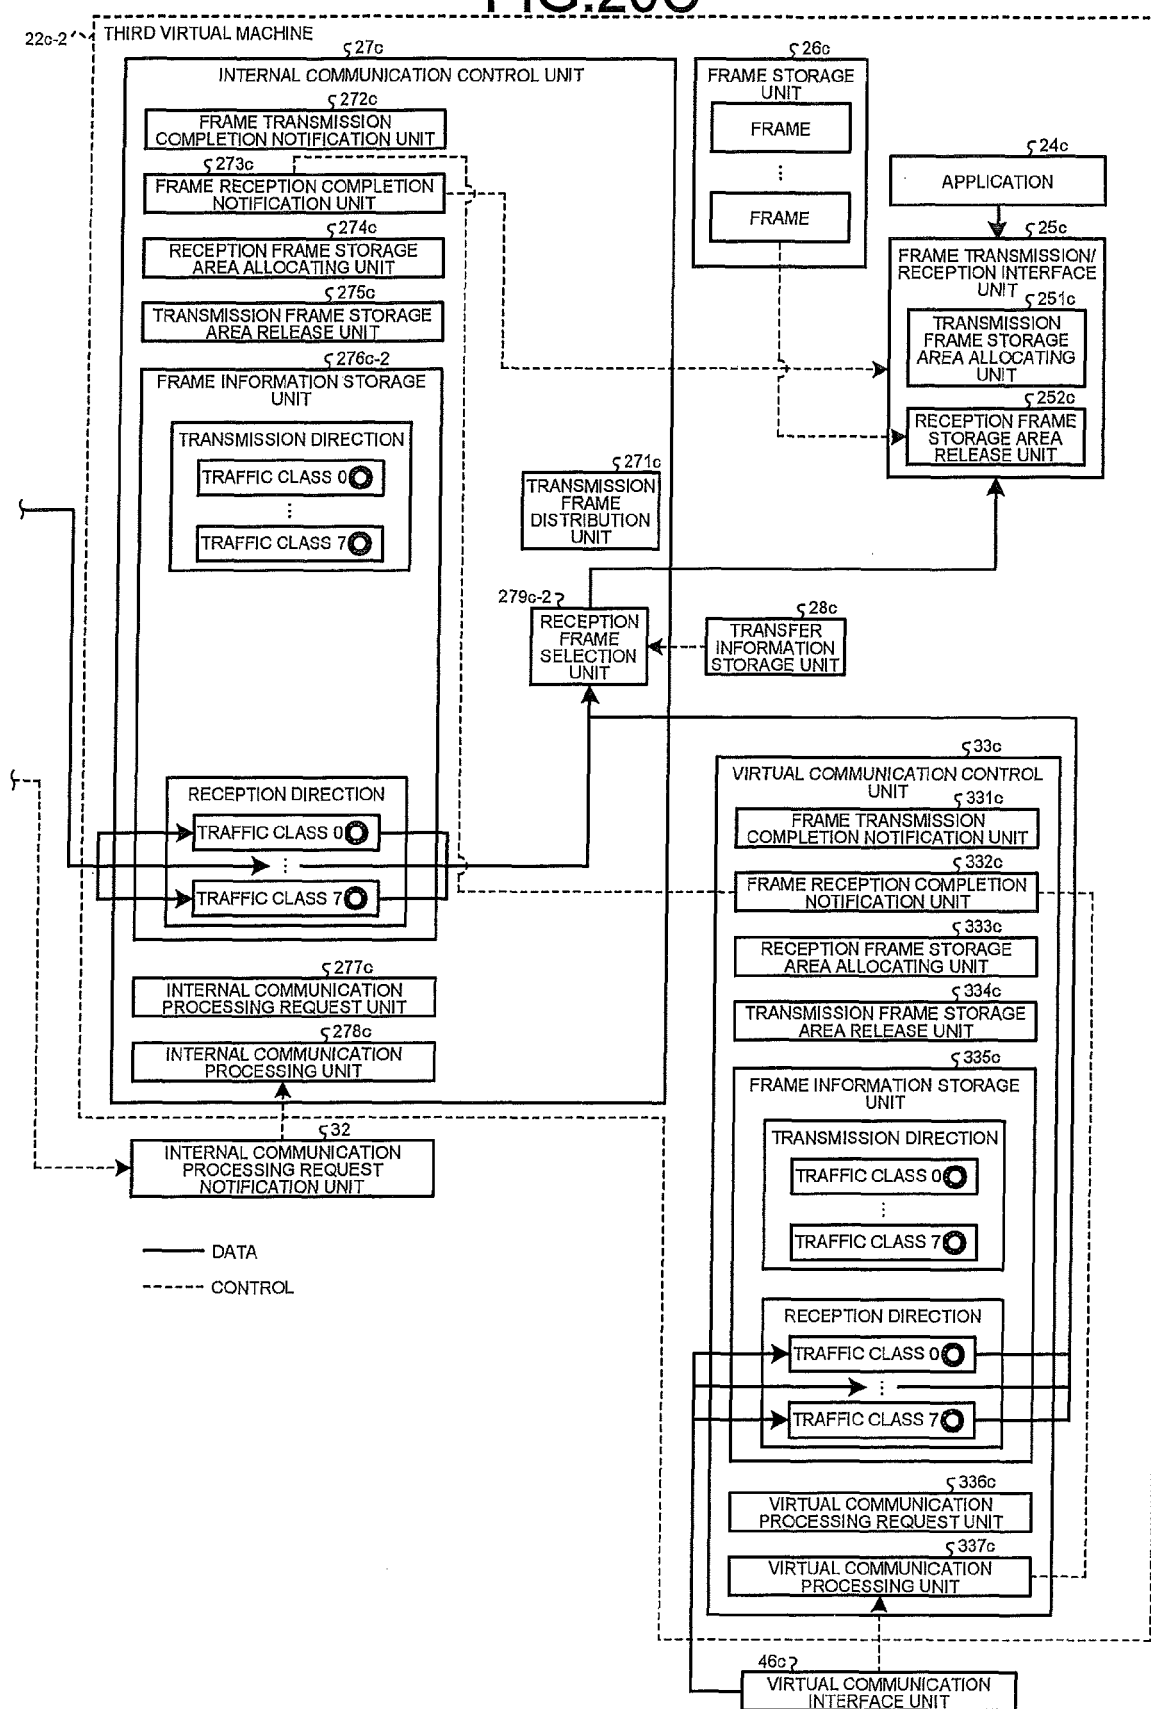 FIG.20C
22c-2
THIRD VIRTUAL MACHINE
27c
INTERNAL COMMUNICATION CONTROL UNIT
272c
FRAME TRANSMISSION
COMPLETION NOTIFICATION UNIT
273c
FRAME RECEPTION COMPLETION
NOTIFICATION UNIT
274c
RECEPTION FRAME STORAGE
AREA ALLOCATING UNIT
275c
TRANSMISSION FRAME STORAGE
AREA RELEASE UNIT
276c-2
FRAME INFORMATION STORAGE
UNIT
TRANSMISSION DIRECTION
TRAFFIC CLASS 0
⋮
TRAFFIC CLASS 7
RECEPTION DIRECTION
TRAFFIC CLASS 0
⋮
TRAFFIC CLASS 7
277c
INTERNAL COMMUNICATION
PROCESSING REQUEST UNIT
278c
INTERNAL COMMUNICATION
PROCESSING UNIT
32
INTERNAL COMMUNICATION
PROCESSING REQUEST
NOTIFICATION UNIT
DATA
CONTROL
26c
FRAME STORAGE
UNIT
FRAME
⋮
FRAME
24c
APPLICATION
25c
FRAME TRANSMISSION/
RECEPTION INTERFACE
UNIT
251c
TRANSMISSION
FRAME STORAGE
AREA ALLOCATING
UNIT
252c
RECEPTION FRAME
STORAGE AREA
RELEASE UNIT
271c
TRANSMISSION
FRAME
DISTRIBUTION
UNIT
279c-2
RECEPTION
FRAME
SELECTION
UNIT
28c
TRANSFER
INFORMATION
STORAGE UNIT
33c
VIRTUAL COMMUNICATION CONTROL
UNIT
331c
FRAME TRANSMISSION
COMPLETION NOTIFICATION UNIT
332c
FRAME RECEPTION COMPLETION
NOTIFICATION UNIT
333c
RECEPTION FRAME STORAGE
AREA ALLOCATING UNIT
334c
TRANSMISSION FRAME STORAGE
AREA RELEASE UNIT
335c
FRAME INFORMATION STORAGE
UNIT
TRANSMISSION DIRECTION
TRAFFIC CLASS 0
⋮
TRAFFIC CLASS 7
RECEPTION DIRECTION
TRAFFIC CLASS 0
⋮
TRAFFIC CLASS 7
336c
VIRTUAL COMMUNICATION
PROCESSING REQUEST UNIT
337c
VIRTUAL COMMUNICATION
PROCESSING UNIT
46c
VIRTUAL COMMUNICATION
INTERFACE UNIT